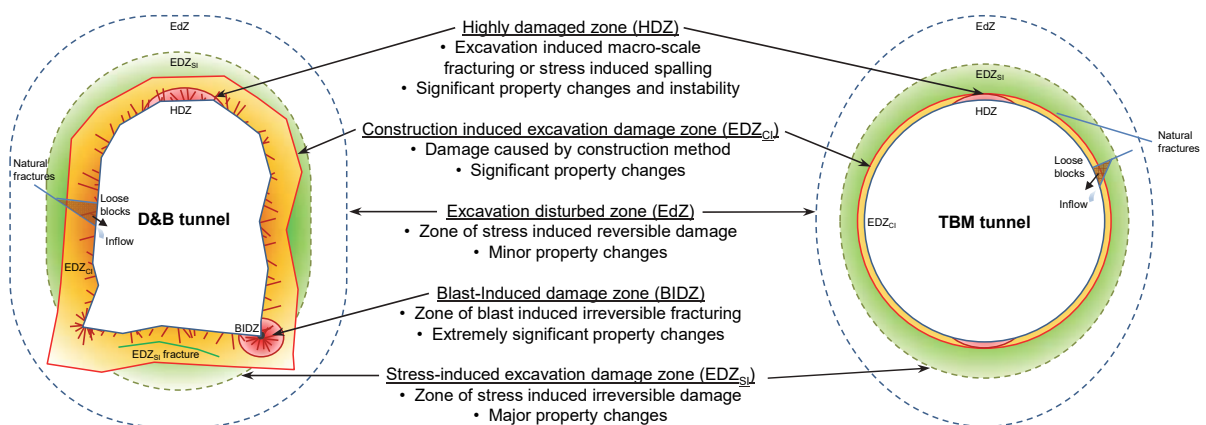 EdZ
EDZSI
HDZ
Natural
fractures
Loose
blocks
D&B tunnel
Inflow
EDZCI
BIDZ
EDZSI fracture
Highly damaged zone (HDZ)
• Excavation induced macro-scale
fracturing or stress induced spalling
• Significant property changes and instability
Construction induced excavation damage zone (EDZCI)
• Damage caused by construction method
• Significant property changes
Excavation disturbed zone (EdZ)
• Zone of stress induced reversible damage
• Minor property changes
Blast-Induced damage zone (BIDZ)
• Zone of blast induced irreversible fracturing
• Extremely significant property changes
Stress-induced excavation damage zone (EDZSI)
• Zone of stress induced irreversible damage
• Major property changes
EdZ
EDZSI
HDZ
Natural
fractures
Loose
blocks
Inflow
EDZCI
TBM tunnel